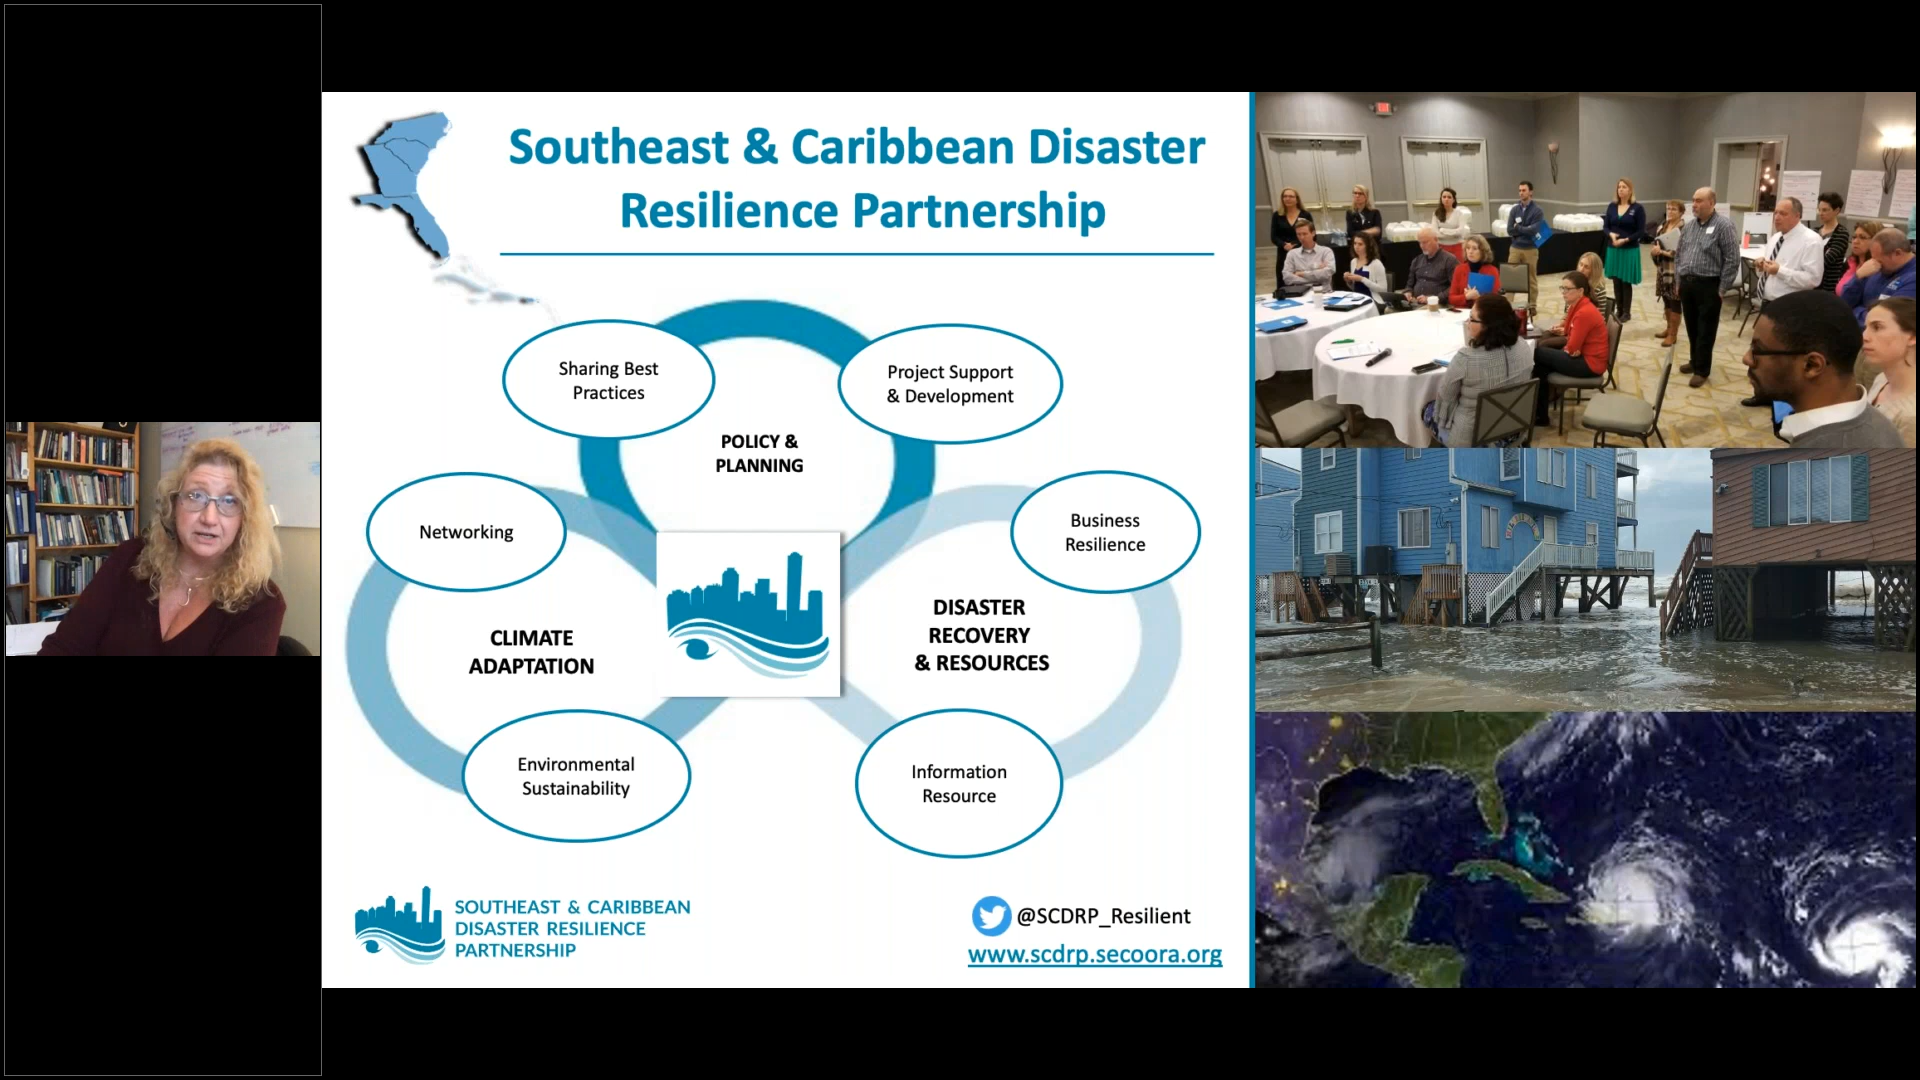 Southeast & Caribbean Disaster
Resilience Partnership
Sharing Best
Practices
Project Support
& Development
POLICY &
PLANNING
Networking
Business
Resilience
CLIMATE
ADAPTATION
DISASTER
RECOVERY
& RESOURCES
Environmental
Sustainability
Information
Resource
SOUTHEAST & CARIBBEAN
DISASTER RESILIENCE
PARTNERSHIP
@SCDRP_Resilient
www.scdrp.secoora.org